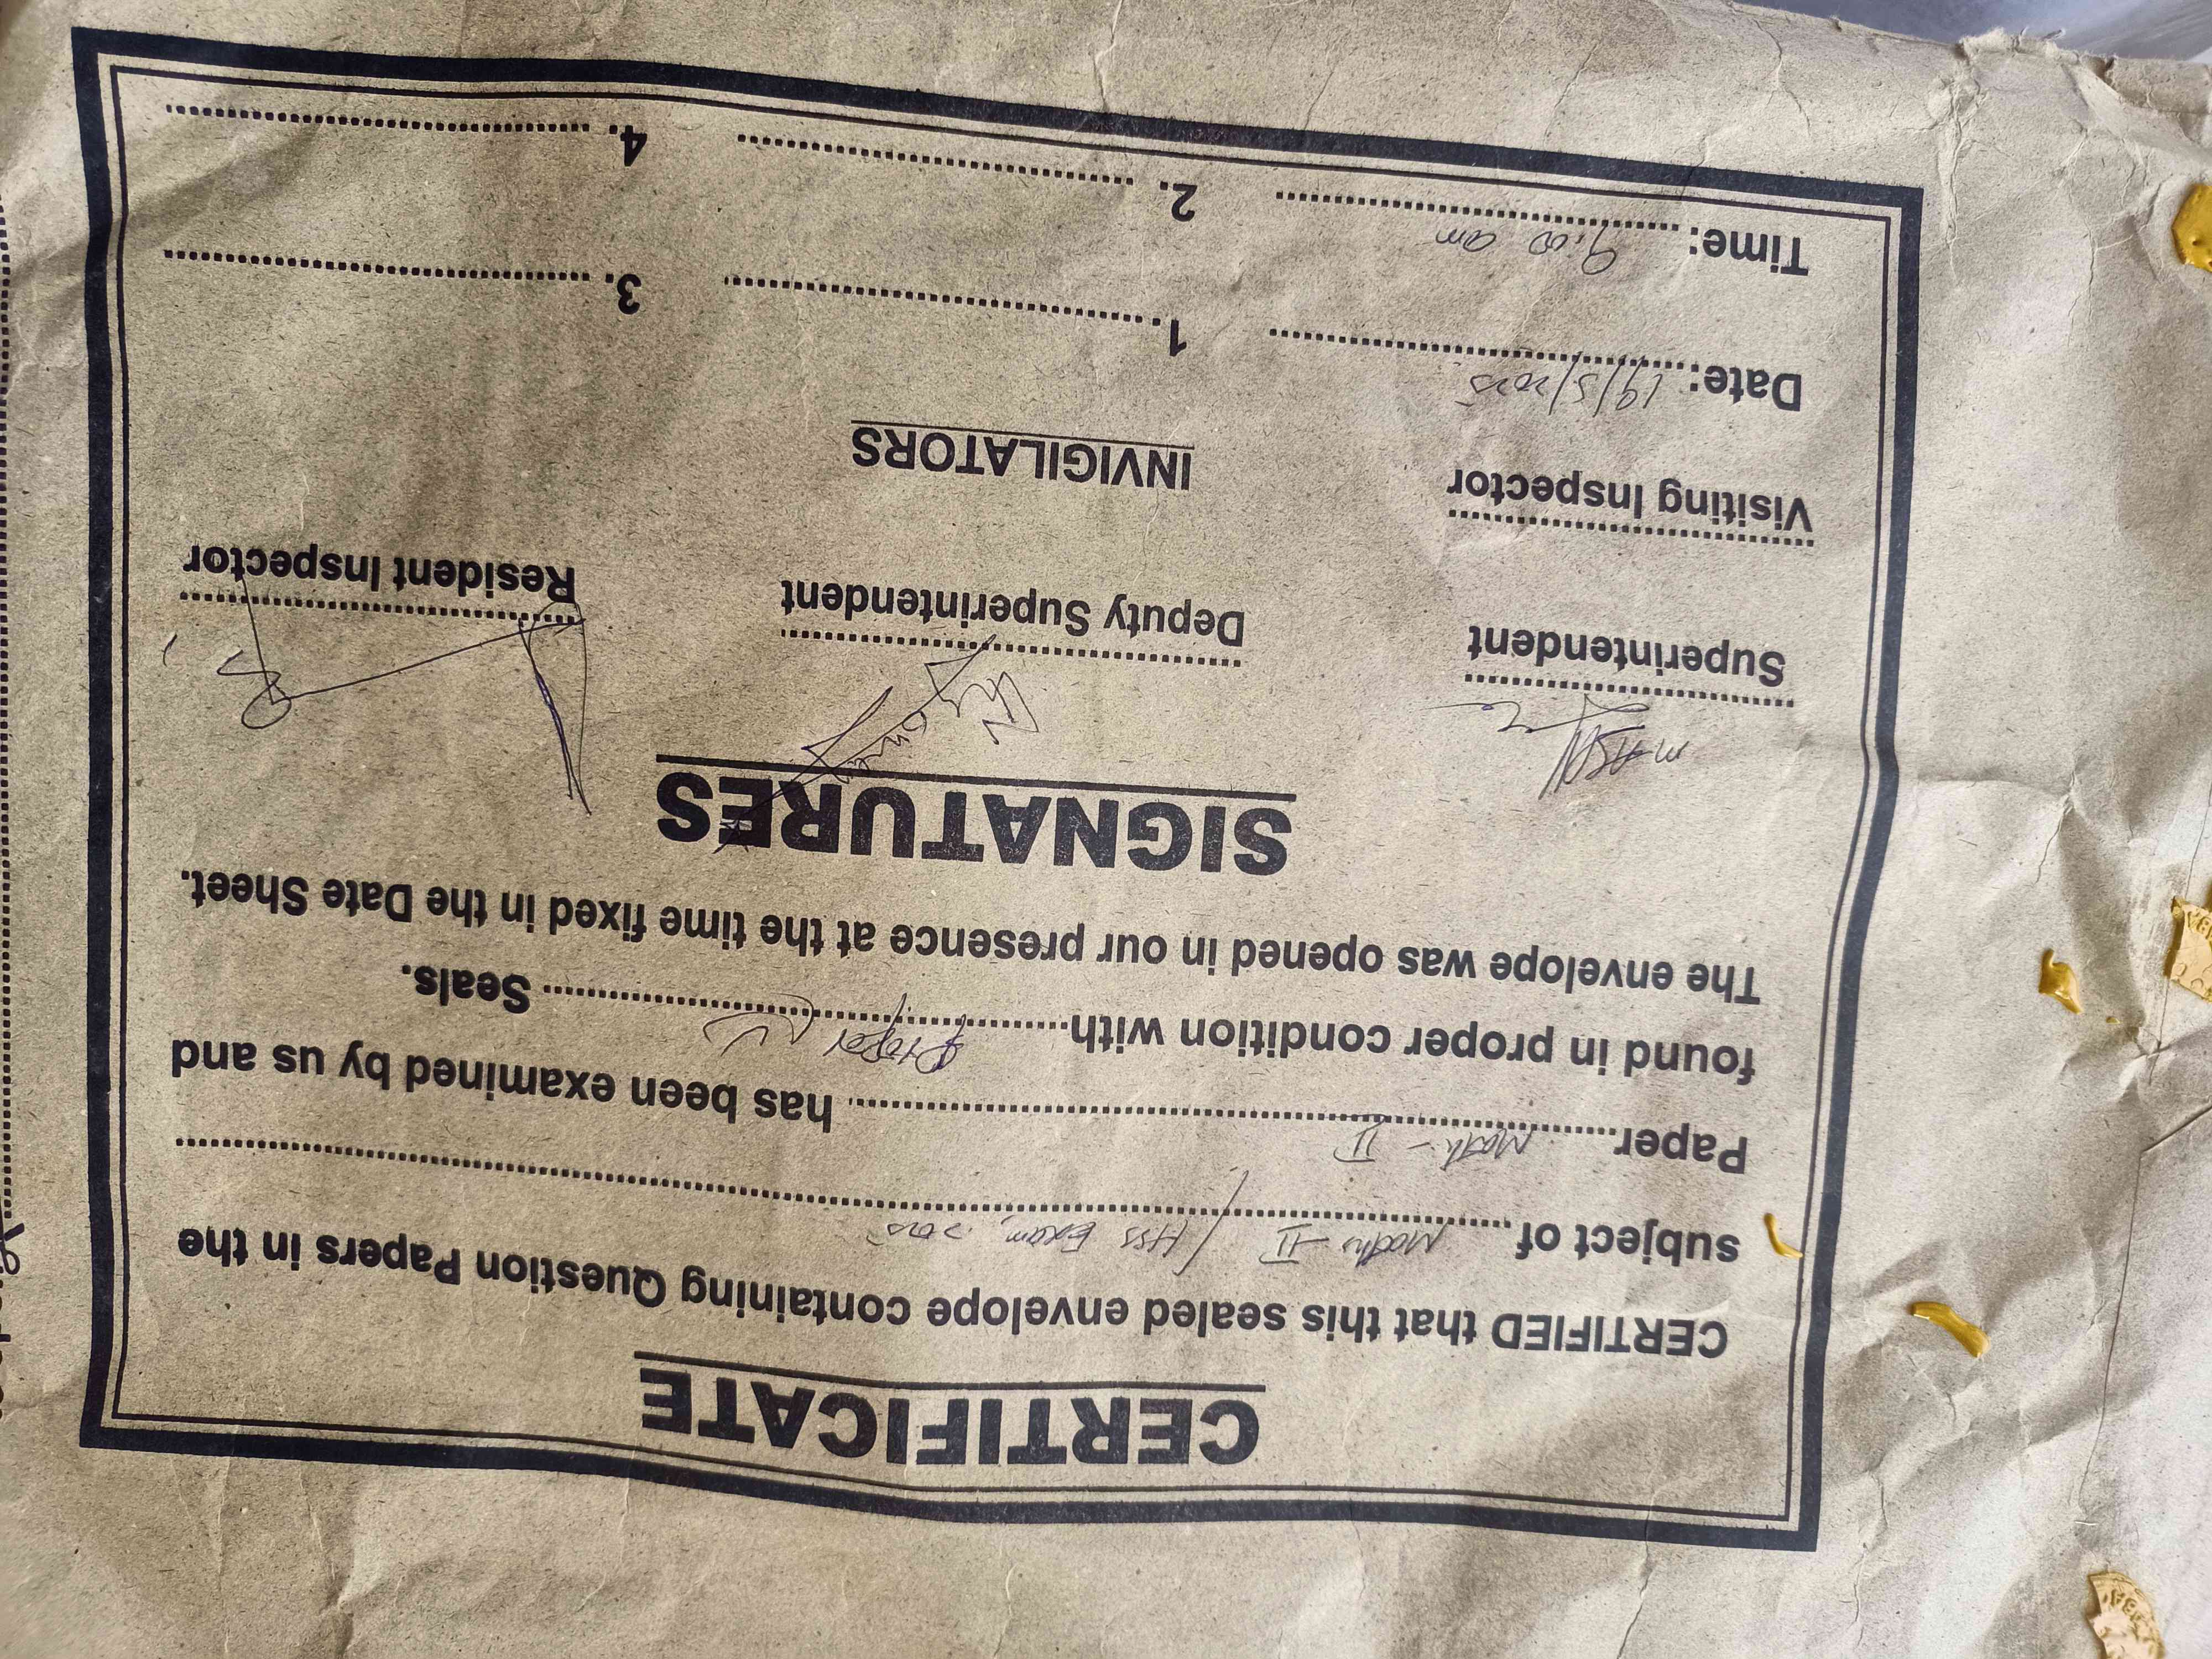 CERTIFICATE
CERTIFIED that this sealed envelope containing Question Papers in the
subject of Maths-II / HSS Exam, 2025
Paper Math-II has been examined by us and
found in proper condition with Proper Seals.
The envelope was opened in our presence at the time fixed in the Date Sheet.
SIGNATURES
Superintendent Deputy Superintendent Resident Inspector
Visiting Inspector INVIGILATORS
Date: 19/5/2025 1. 3.
Time: 9:00 am 2. 4.